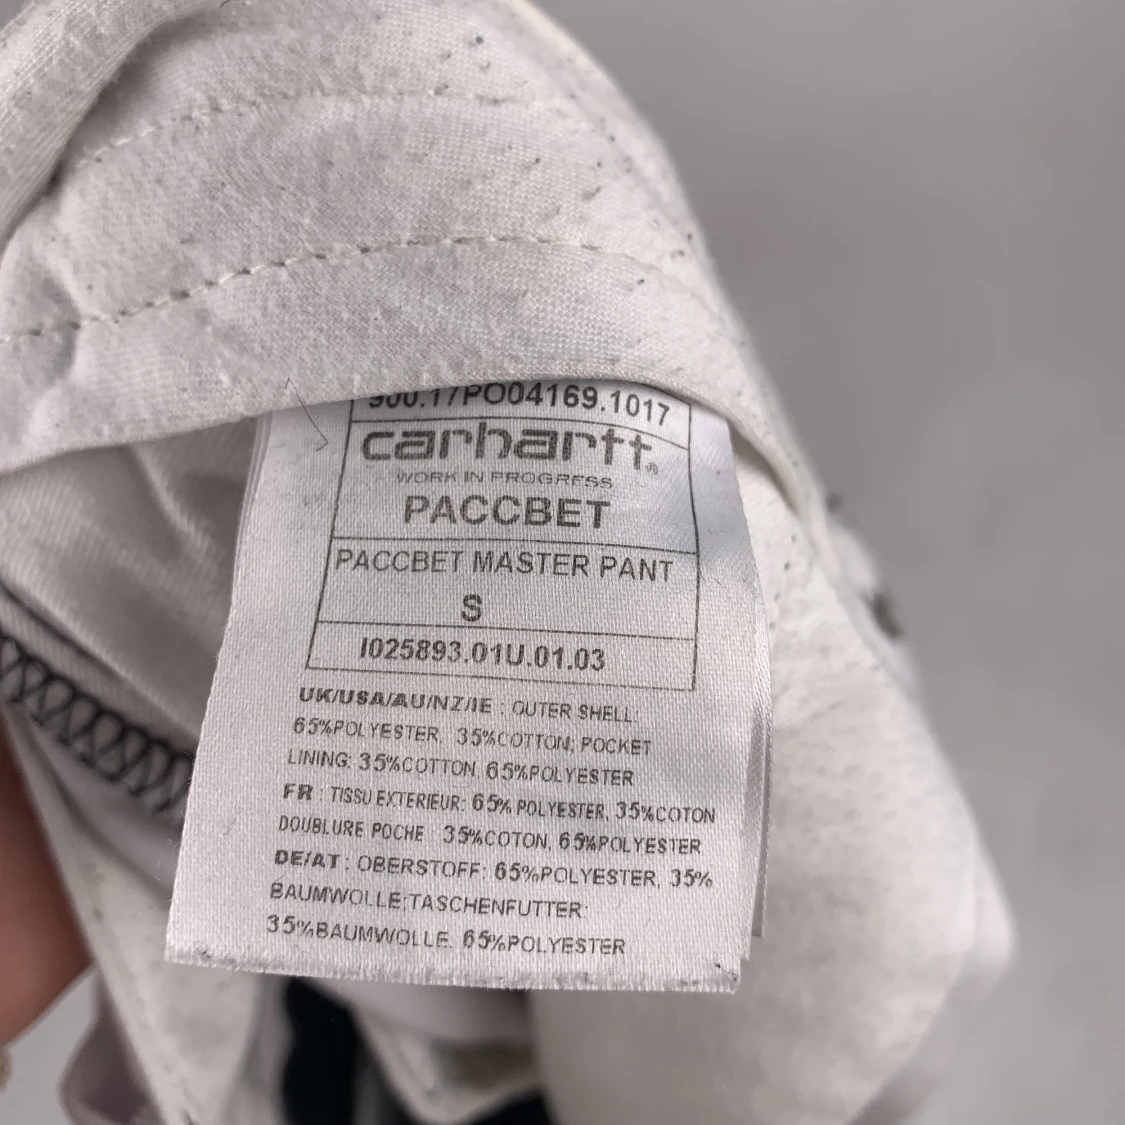 900.17PO04169.1017
carhartt®
WORK IN PROGRESS
PACCBET
PACCBET MASTER PANT
S
I025893.01U.01.03
UK/USA/AU/NZ/IE : OUTER SHELL:
65%POLYESTER, 35%COTTON; POCKET
LINING: 35%COTTON, 65%POLYESTER
FR : TISSU EXTERIEUR: 65% POLYESTER, 35%COTON
DOUBLURE POCHE : 35%COTON, 65%POLYESTER
DE/AT : OBERSTOFF: 65%POLYESTER, 35%
BAUMWOLLE;TASCHENFUTTER:
35%BAUMWOLLE, 65%POLYESTER